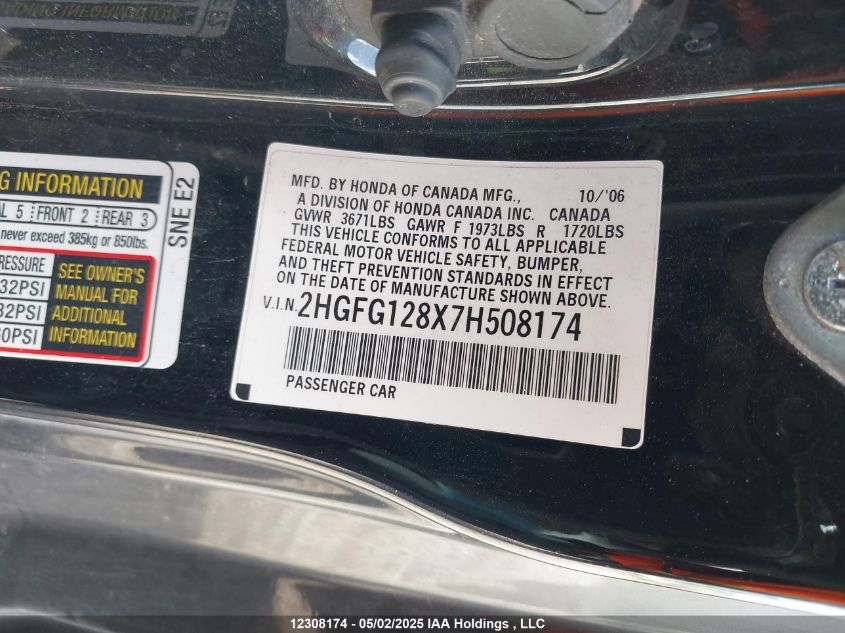 G INFORMATION
AL 5 FRONT 2 REAR 3
never exceed 385kg or 850lbs.
RESSURE
32PSI
32PSI
60PSI
SEE OWNER'S
MANUAL FOR
ADDITIONAL
INFORMATION
SNE E2
MFD. BY HONDA OF CANADA MFG., 10/'06
A DIVISION OF HONDA CANADA INC. CANADA
GVWR 3671LBS GAWR F 1973LBS R 1720LBS
THIS VEHICLE CONFORMS TO ALL APPLICABLE
FEDERAL MOTOR VEHICLE SAFETY, BUMPER,
AND THEFT PREVENTION STANDARDS IN EFFECT
ON THE DATE OF MANUFACTURE SHOWN ABOVE.
V.I.N. 2HGFG128X7H508174
PASSENGER CAR
12308174 - 05/02/2025 IAA Holdings , LLC